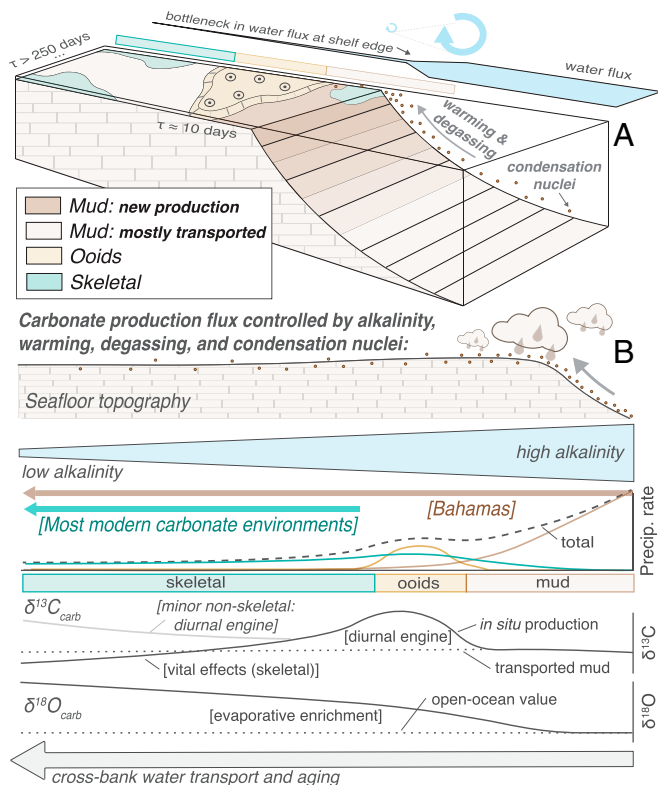 bottleneck in water flux at shelf edge
τ > 250 days
...
water flux
A
warming &
degassing
τ ≈ 10 days
condensation
nuclei
Mud: new production
Mud: mostly transported
Ooids
Skeletal
Carbonate production flux controlled by alkalinity,
warming, degassing, and condensation nuclei:
B
Seafloor topography
high alkalinity
low alkalinity
[Bahamas]
[Most modern carbonate environments]
total
Precip. rate
skeletal
ooids
mud
δ13Ccarb
[minor non-skeletal:
diurnal engine]
in situ production
[diurnal engine]
δ13C
[vital effects (skeletal)]
transported mud
δ18Ocarb
open-ocean value
[evaporative enrichment]
δ18O
cross-bank water transport and aging